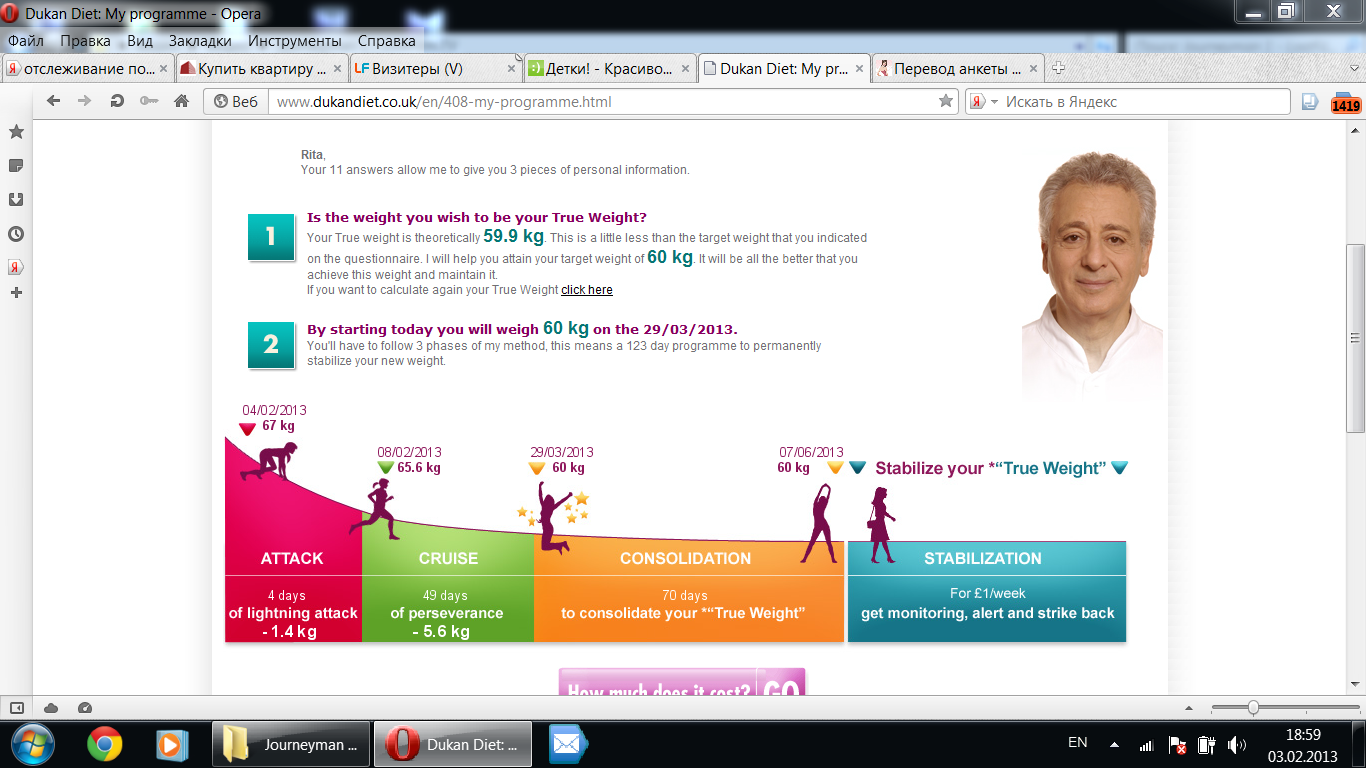 Dukan Diet: My programme - Opera
Файл Правка Вид Закладки Инструменты Справка
отслеживание по... Купить квартиру ... LF Визитеры (V) Детки! - Красиво... Dukan Diet: My pr... Перевод анкеты ...
Веб www.dukandiet.co.uk/en/408-my-programme.html Искать в Яндекс 1419
Rita,
Your 11 answers allow me to give you 3 pieces of personal information.
1
Is the weight you wish to be your True Weight?
Your True weight is theoretically 59.9 kg. This is a little less than the target weight that you indicated
on the questionnaire. I will help you attain your target weight of 60 kg. It will be all the better that you
achieve this weight and maintain it.
If you want to calculate again your True Weight click here
2
By starting today you will weigh 60 kg on the 29/03/2013.
You'll have to follow 3 phases of my method, this means a 123 day programme to permanently
stabilize your new weight.
04/02/2013
67 kg
08/02/2013
65.6 kg
29/03/2013
60 kg
07/06/2013
60 kg
Stabilize your *“True Weight”
ATTACK
4 days
of lightning attack
- 1.4 kg
CRUISE
49 days
of perseverance
- 5.6 kg
CONSOLIDATION
70 days
to consolidate your *“True Weight”
STABILIZATION
For £1/week
get monitoring, alert and strike back
How much does it cost? GO
Journeyman ... Dukan Diet: ... EN 18:59
03.02.2013